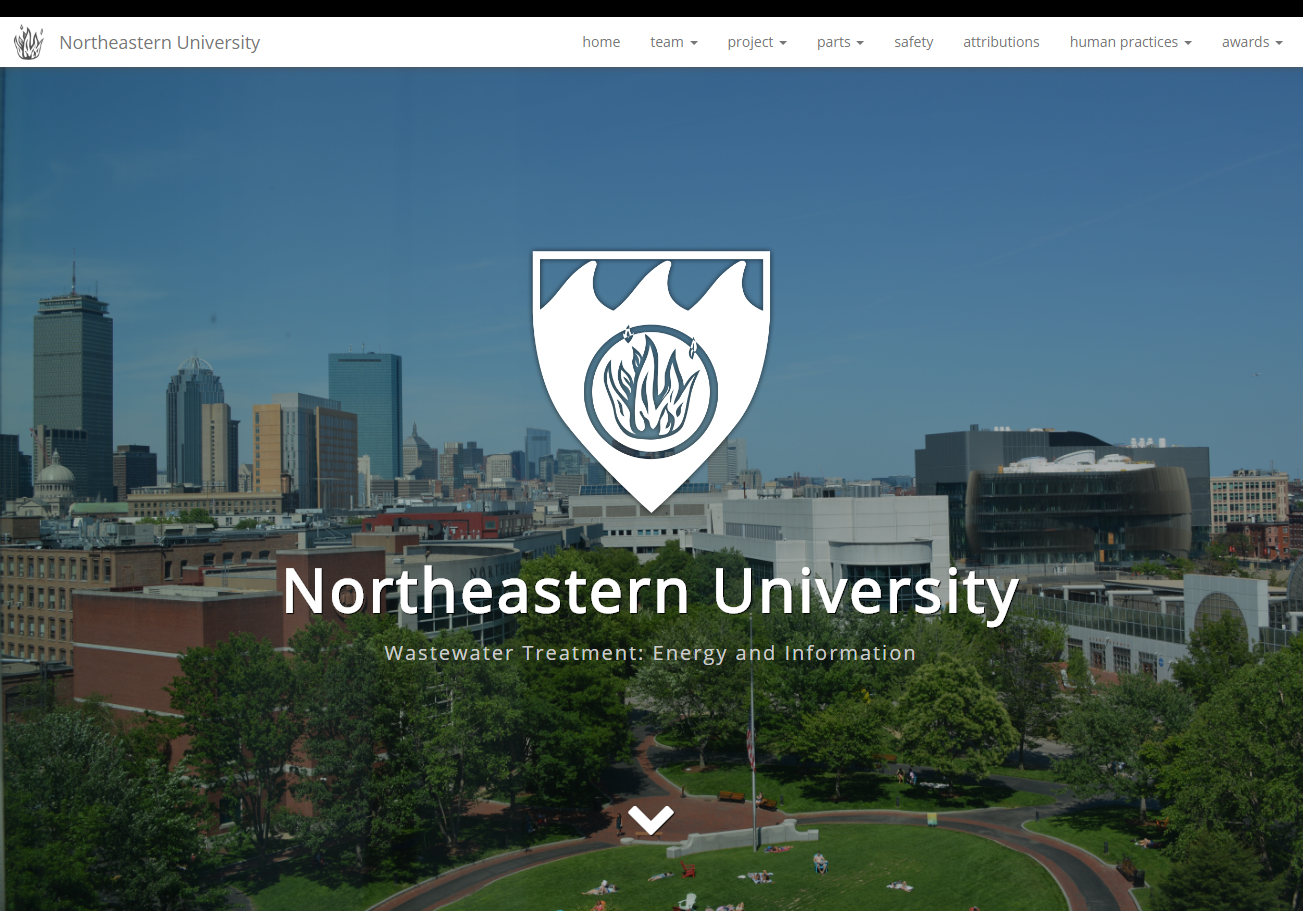 Northeastern University
home team project parts safety attributions human practices awards
Northeastern University
Wastewater Treatment: Energy and Information